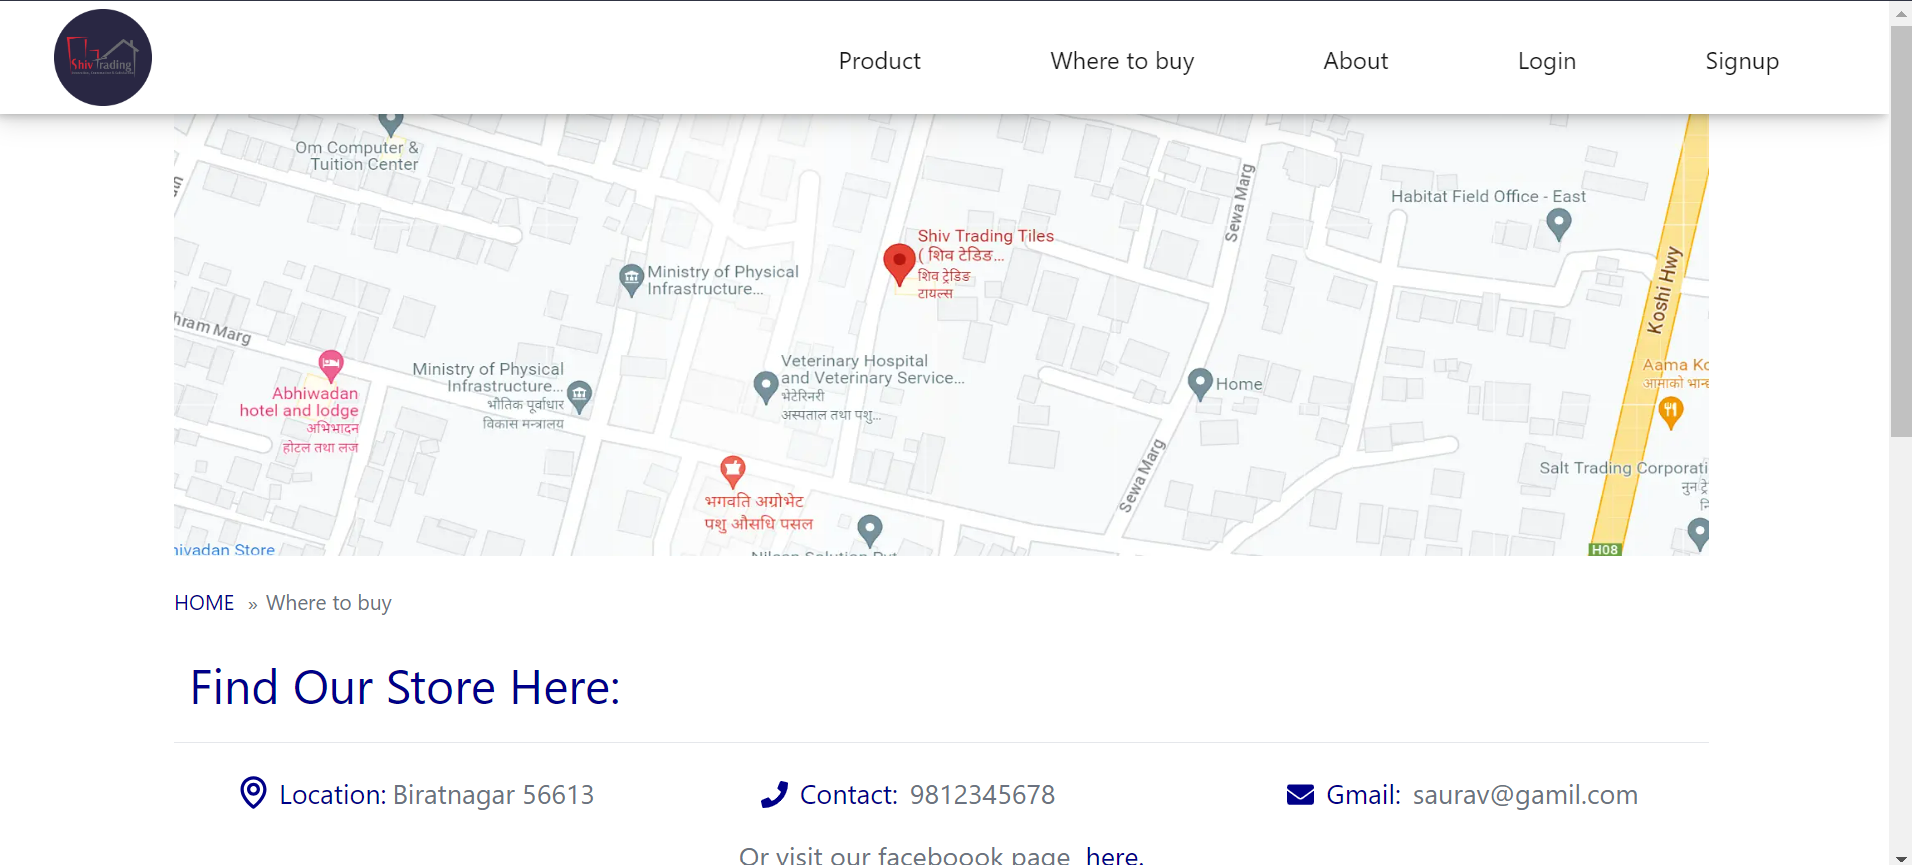 Shiv Trading
Product
Where to buy
About
Login
Signup
Om Computer &
Tuition Center
Sewa Marg
Habitat Field Office - East
Shiv Trading Tiles
( शिव टेडिङ...
शिव ट्रेडिङ
टायल्स
Ministry of Physical
Infrastructure...
Koshi Hwy
hram Marg
Abhiwadan
hotel and lodge
अभिभादन
होटल तथा लज
Ministry of Physical
Infrastructure...
भौतिक पूर्वाधार
विकास मन्त्रालय
Veterinary Hospital
and Veterinary Service...
भेटेरिनरी
अस्पताल तथा पशु...
Home
Aama Ko
आमाको भान्
Sewa Marg
Salt Trading Corporati
नुन ट्रे
भगवति अग्रोभेट
पशु औसधि पसल
hivadan Store
H08
HOME » Where to buy
Find Our Store Here:
Location: Biratnagar 56613
Contact: 9812345678
Gmail: saurav@gamil.com
Or visit our faceboook page here.